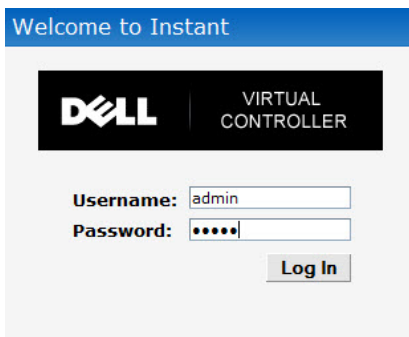 Welcome to Instant
DELL
VIRTUAL
CONTROLLER
Username: admin
Password: •••••
Log In